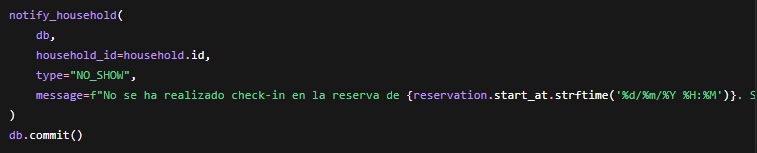 notify_household(
    db,
    household_id=household.id,
    type="NO_SHOW",
    message=f"No se ha realizado check-in en la reserva de {reservation.start_at.strftime('%d/%m/%Y %H:%M')}. S
)
db.commit()